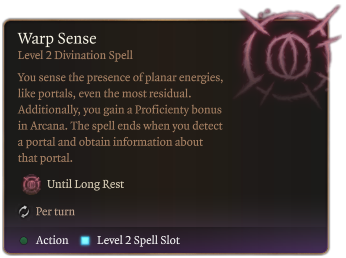 Warp Sense
Level 2 Divination Spell
You sense the presence of planar energies,
like portals, even the most residual.
Additionally, you gain a Proficienty bonus
in Arcana. The spell ends when you detect
a portal and obtain information about
that portal.
Until Long Rest
Per turn
Action Level 2 Spell Slot